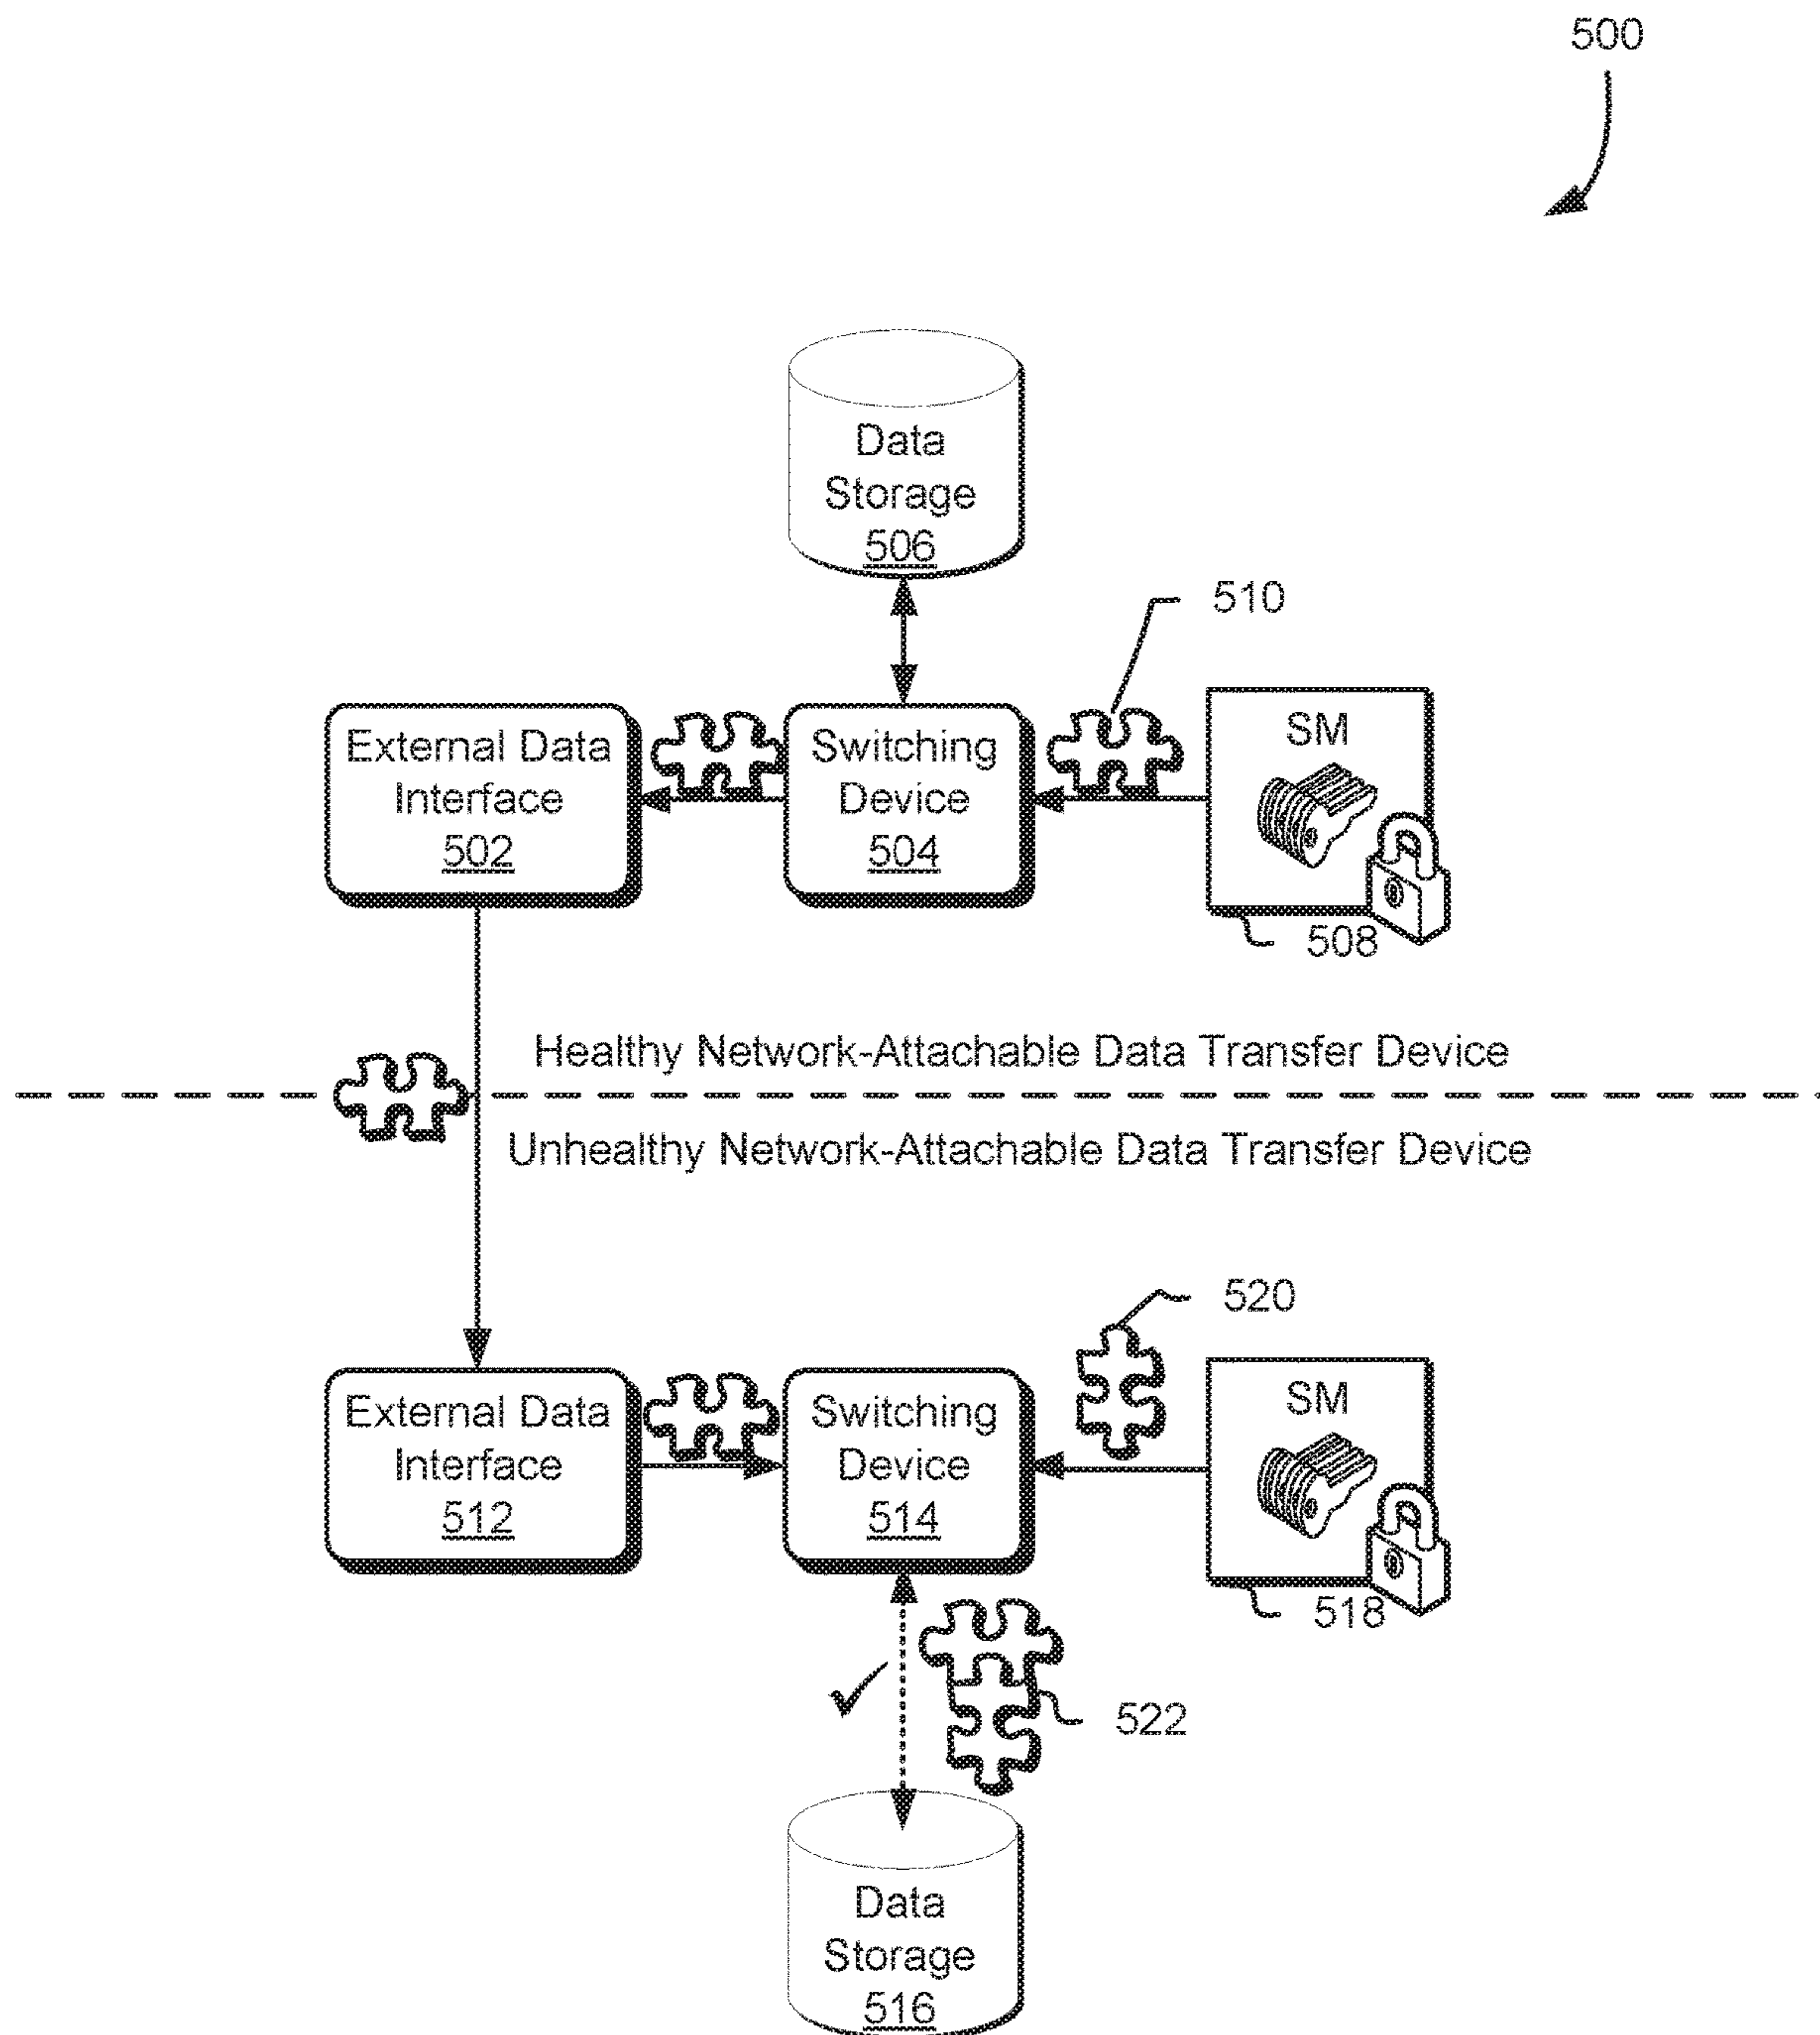 500
Data
Storage
506
510
External Data
Interface
502
Switching
Device
504
SM
508
Healthy Network-Attachable Data Transfer Device
Unhealthy Network-Attachable Data Transfer Device
520
External Data
Interface
512
Switching
Device
514
SM
518
522
Data
Storage
516